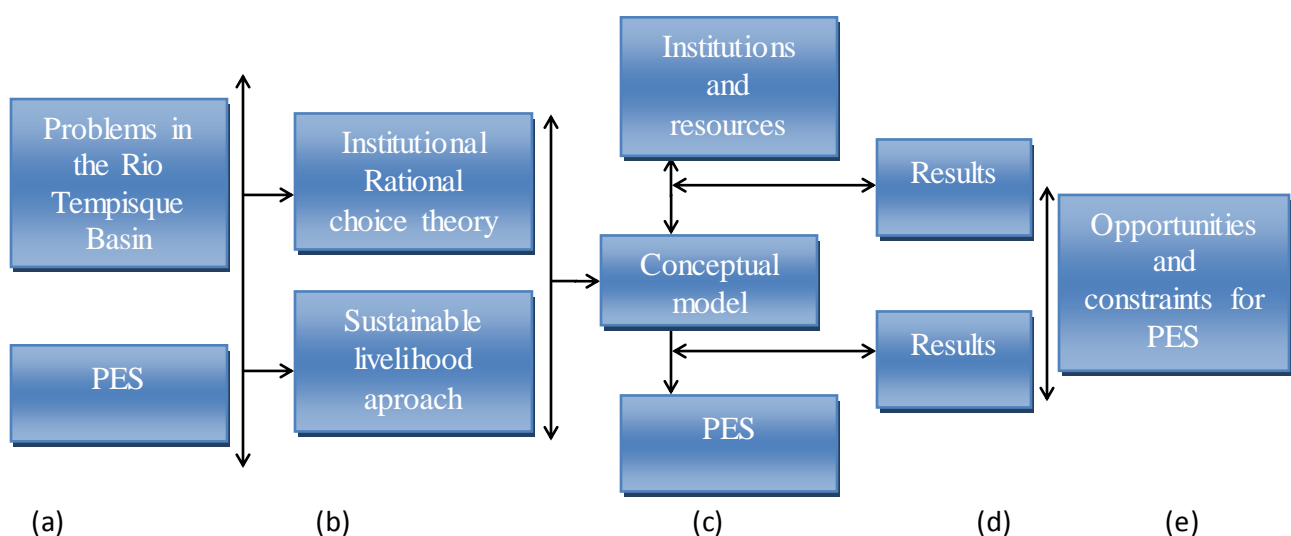 Problems in
the Rio
Tempisque
Basin
PES
Institutional
Rational
choice theory
Sustainable
livelihood
aproach
Institutions
and
resources
Conceptual
model
PES
Results
Results
Opportunities
and
constraints for
PES
(a)
(b)
(c)
(d)
(e)